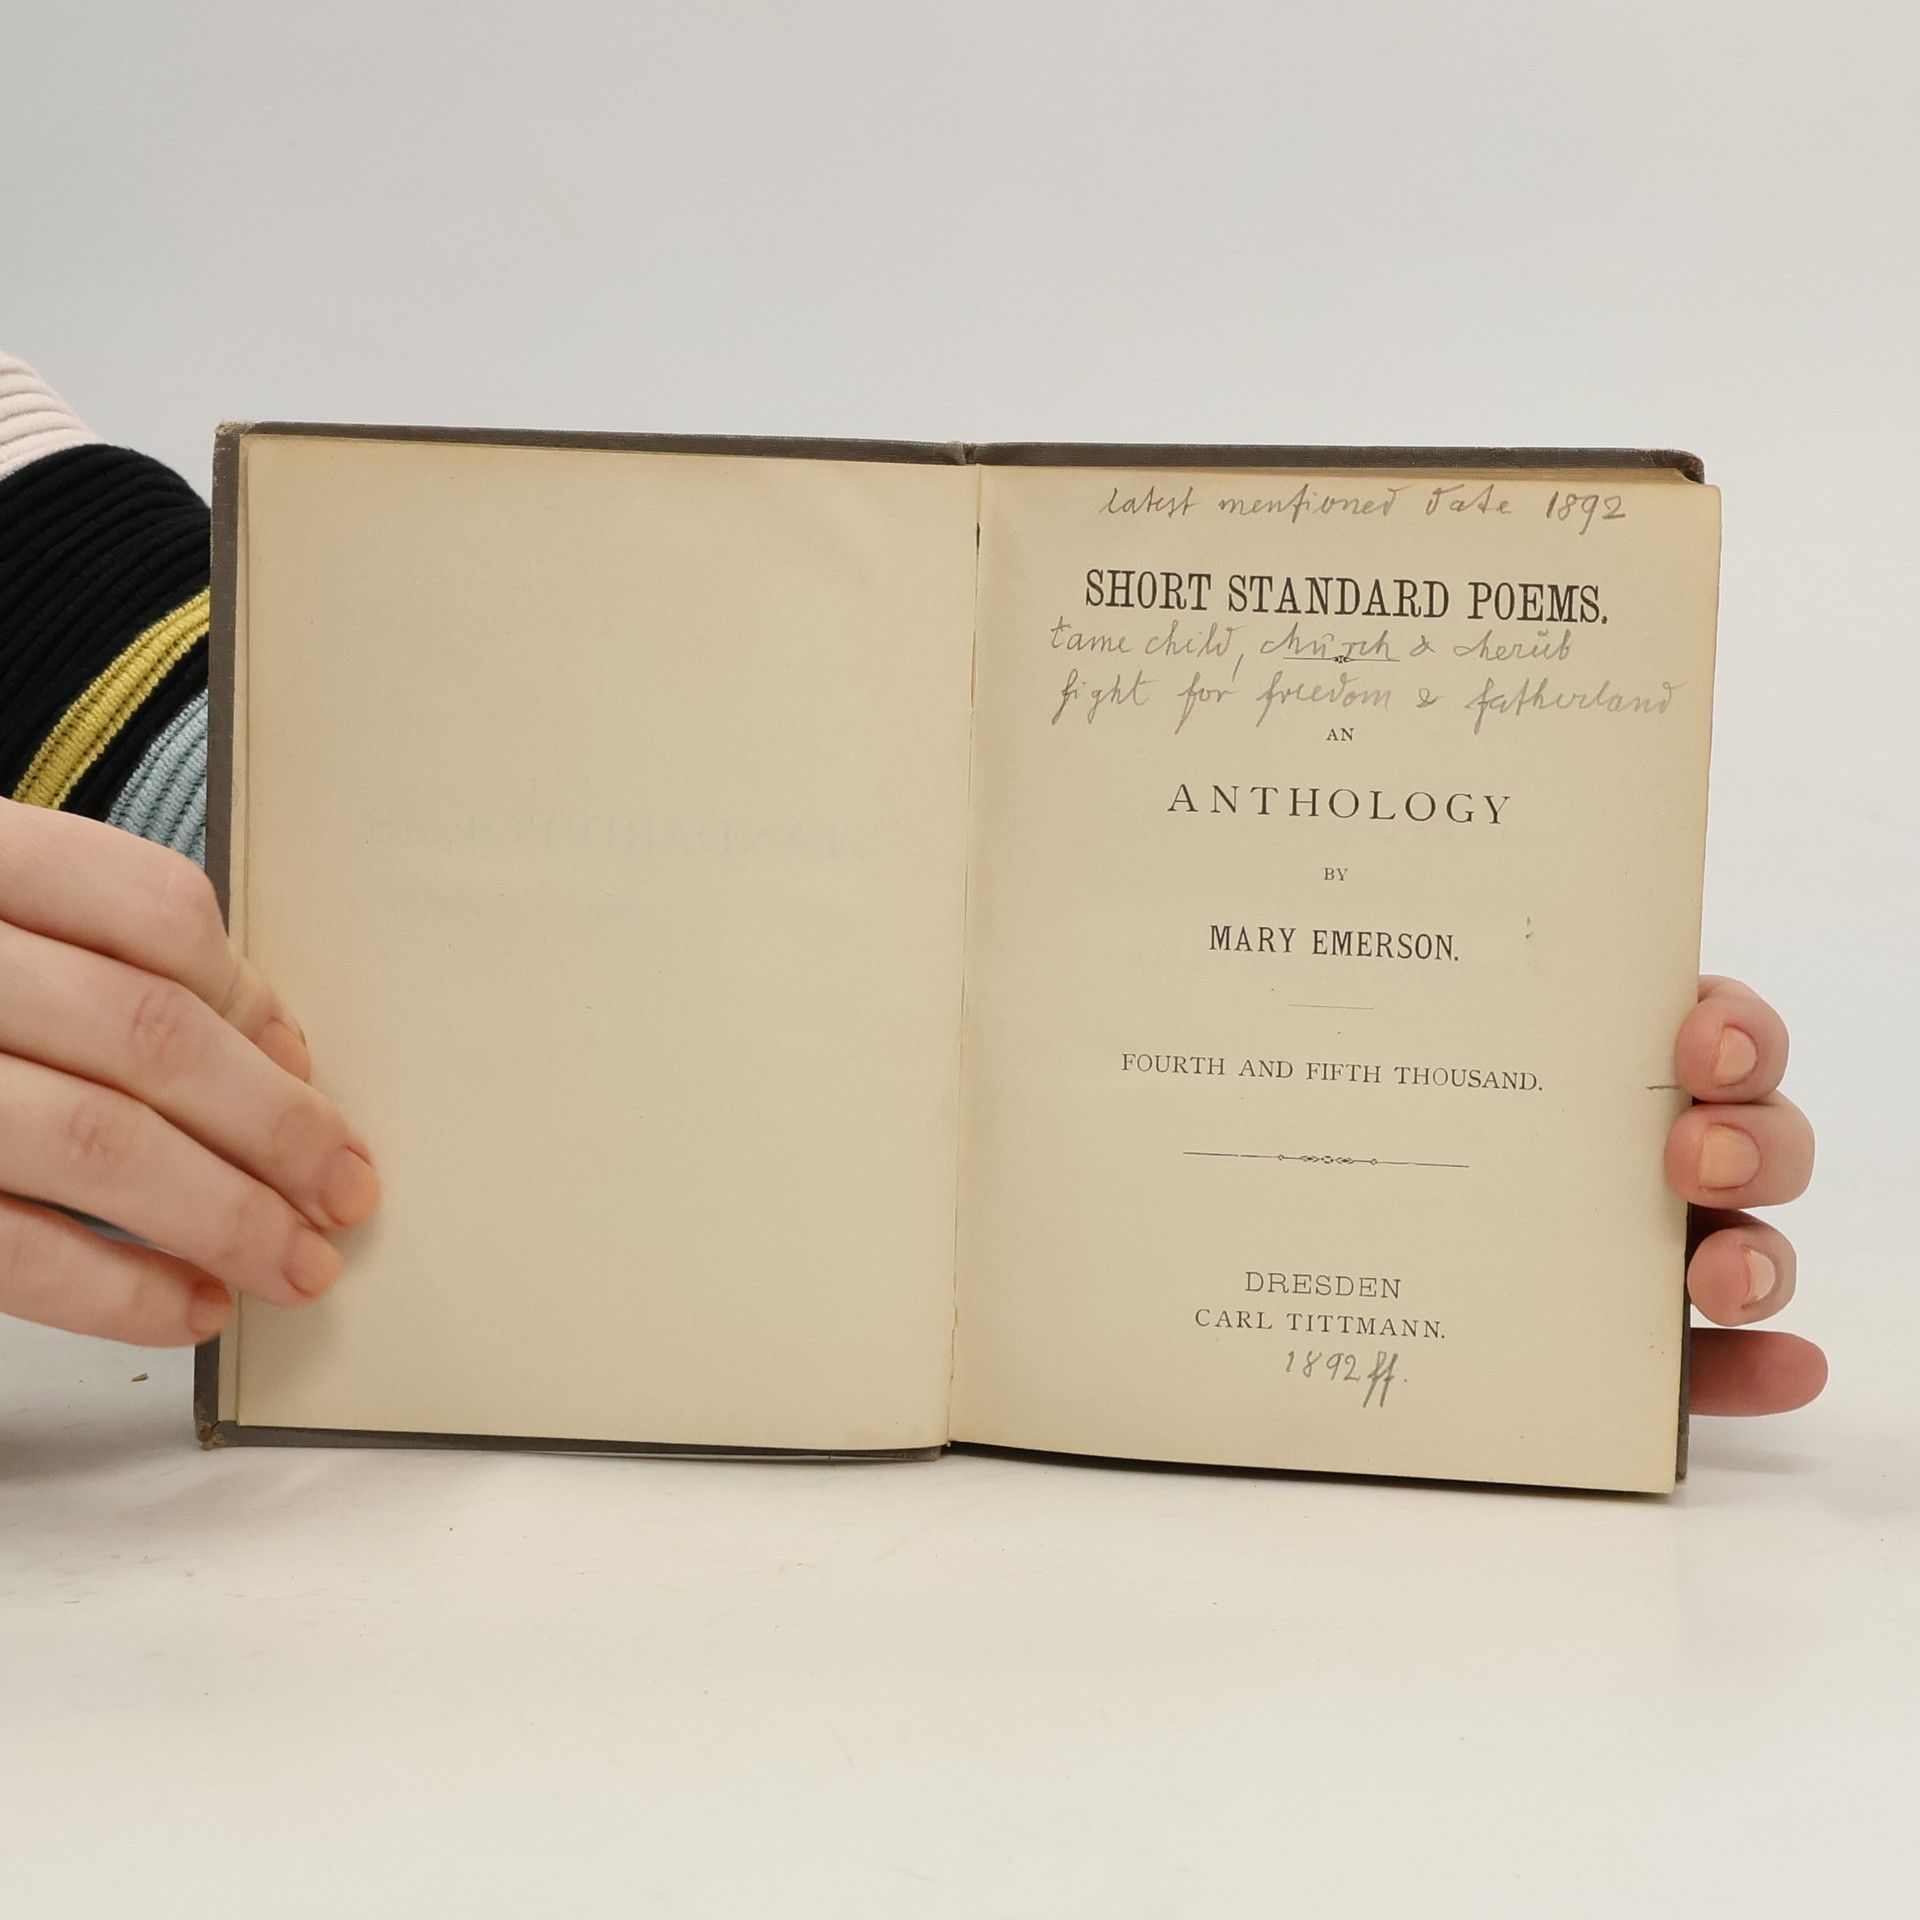 latest mentioned date 1892
SHORT STANDARD POEMS.
tame child, church & cherub
fight for freedom & fatherland
AN
ANTHOLOGY
BY
MARY EMERSON.
FOURTH AND FIFTH THOUSAND.
DRESDEN
CARL TITTMANN.
1892 ff.